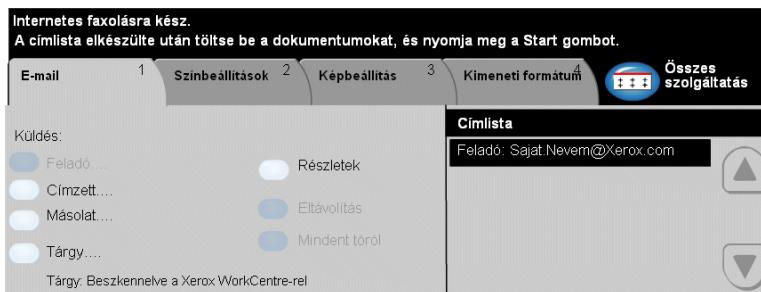 Internetes faxolásra kész.
A címlista elkészülte után töltse be a dokumentumokat, és nyomja meg a Start gombot.
E-mail 1
Színbeállítások 2
Képbeállítás 3
Kimeneti formátum 4
Összes
szolgáltatás
Küldés:
Feladó....
Címzett....
Másolat....
Tárgy....
Részletek
Eltávolítás
Mindent töröl
Tárgy: Beszkennelve a Xerox WorkCentre-rel
Címlista
Feladó: Sajat.Nevem@Xerox.com